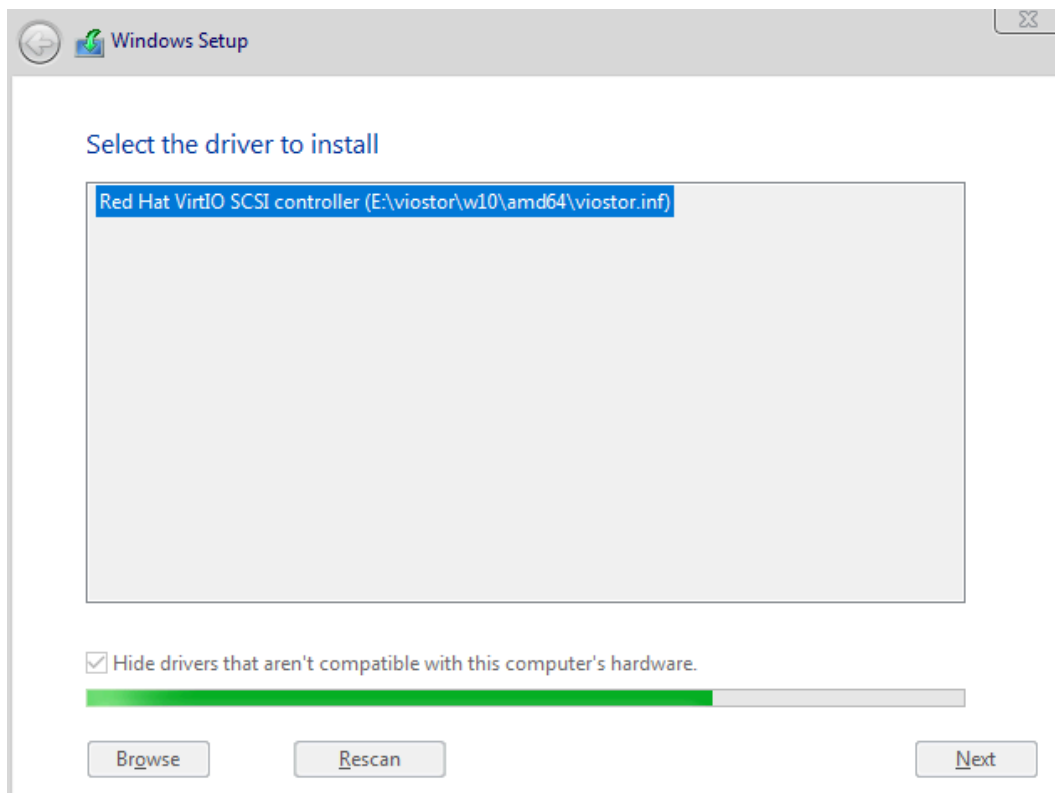 Windows Setup
Select the driver to install
Red Hat VirtIO SCSI controller (E:\viostor\w10\amd64\viostor.inf)
Hide drivers that aren't compatible with this computer's hardware.
Browse
Rescan
Next